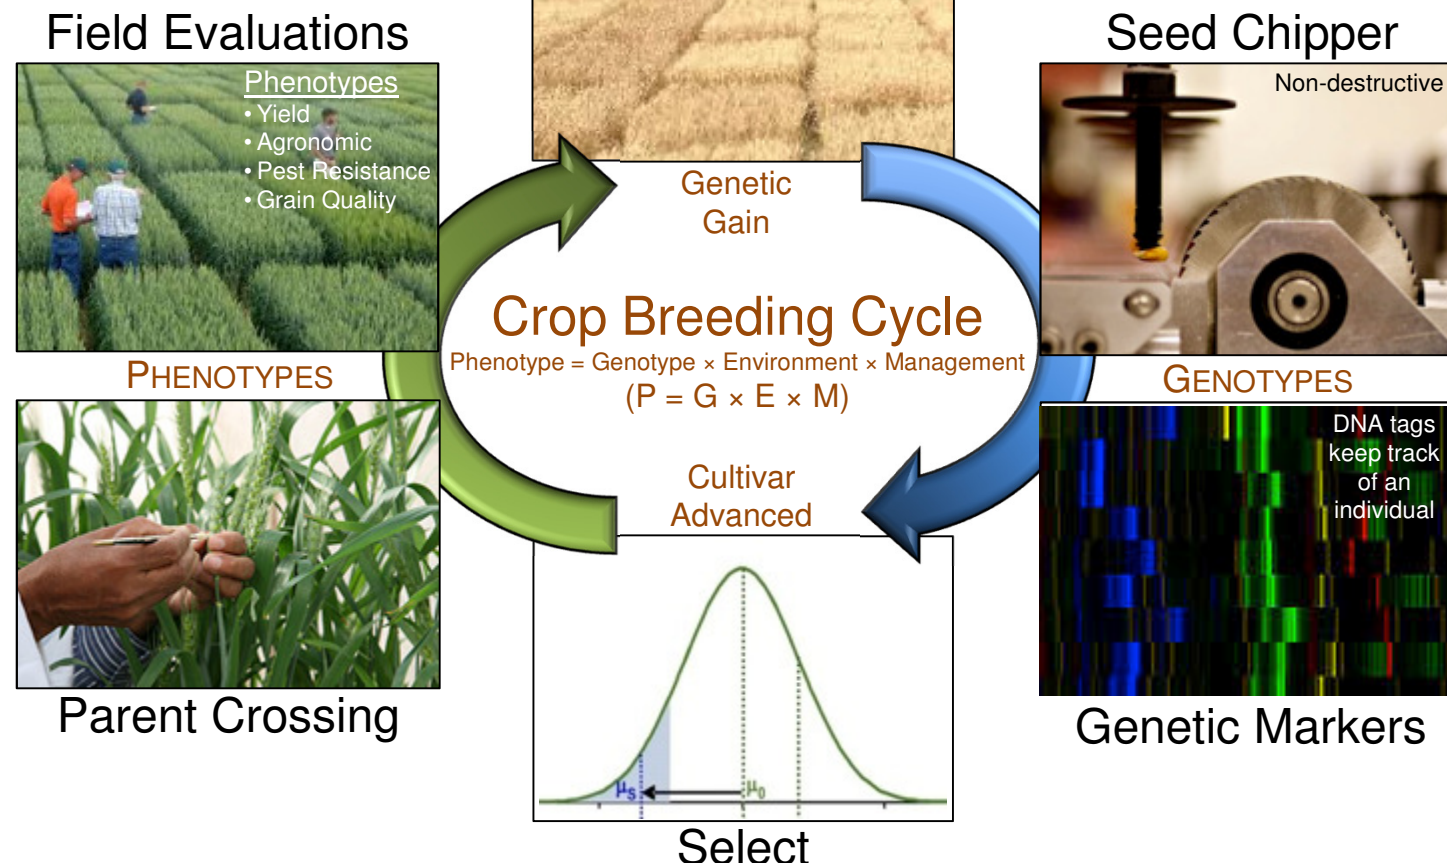 Field Evaluations
Phenotypes
• Yield
• Agronomic
• Pest Resistance
• Grain Quality
PHENOTYPES
Parent Crossing
Genetic
Gain
Crop Breeding Cycle
Phenotype = Genotype × Environment × Management
(P = G × E × M)
Cultivar
Advanced
μS
μ0
Select
Seed Chipper
Non-destructive
GENOTYPES
DNA tags
keep track
of an
individual
Genetic Markers